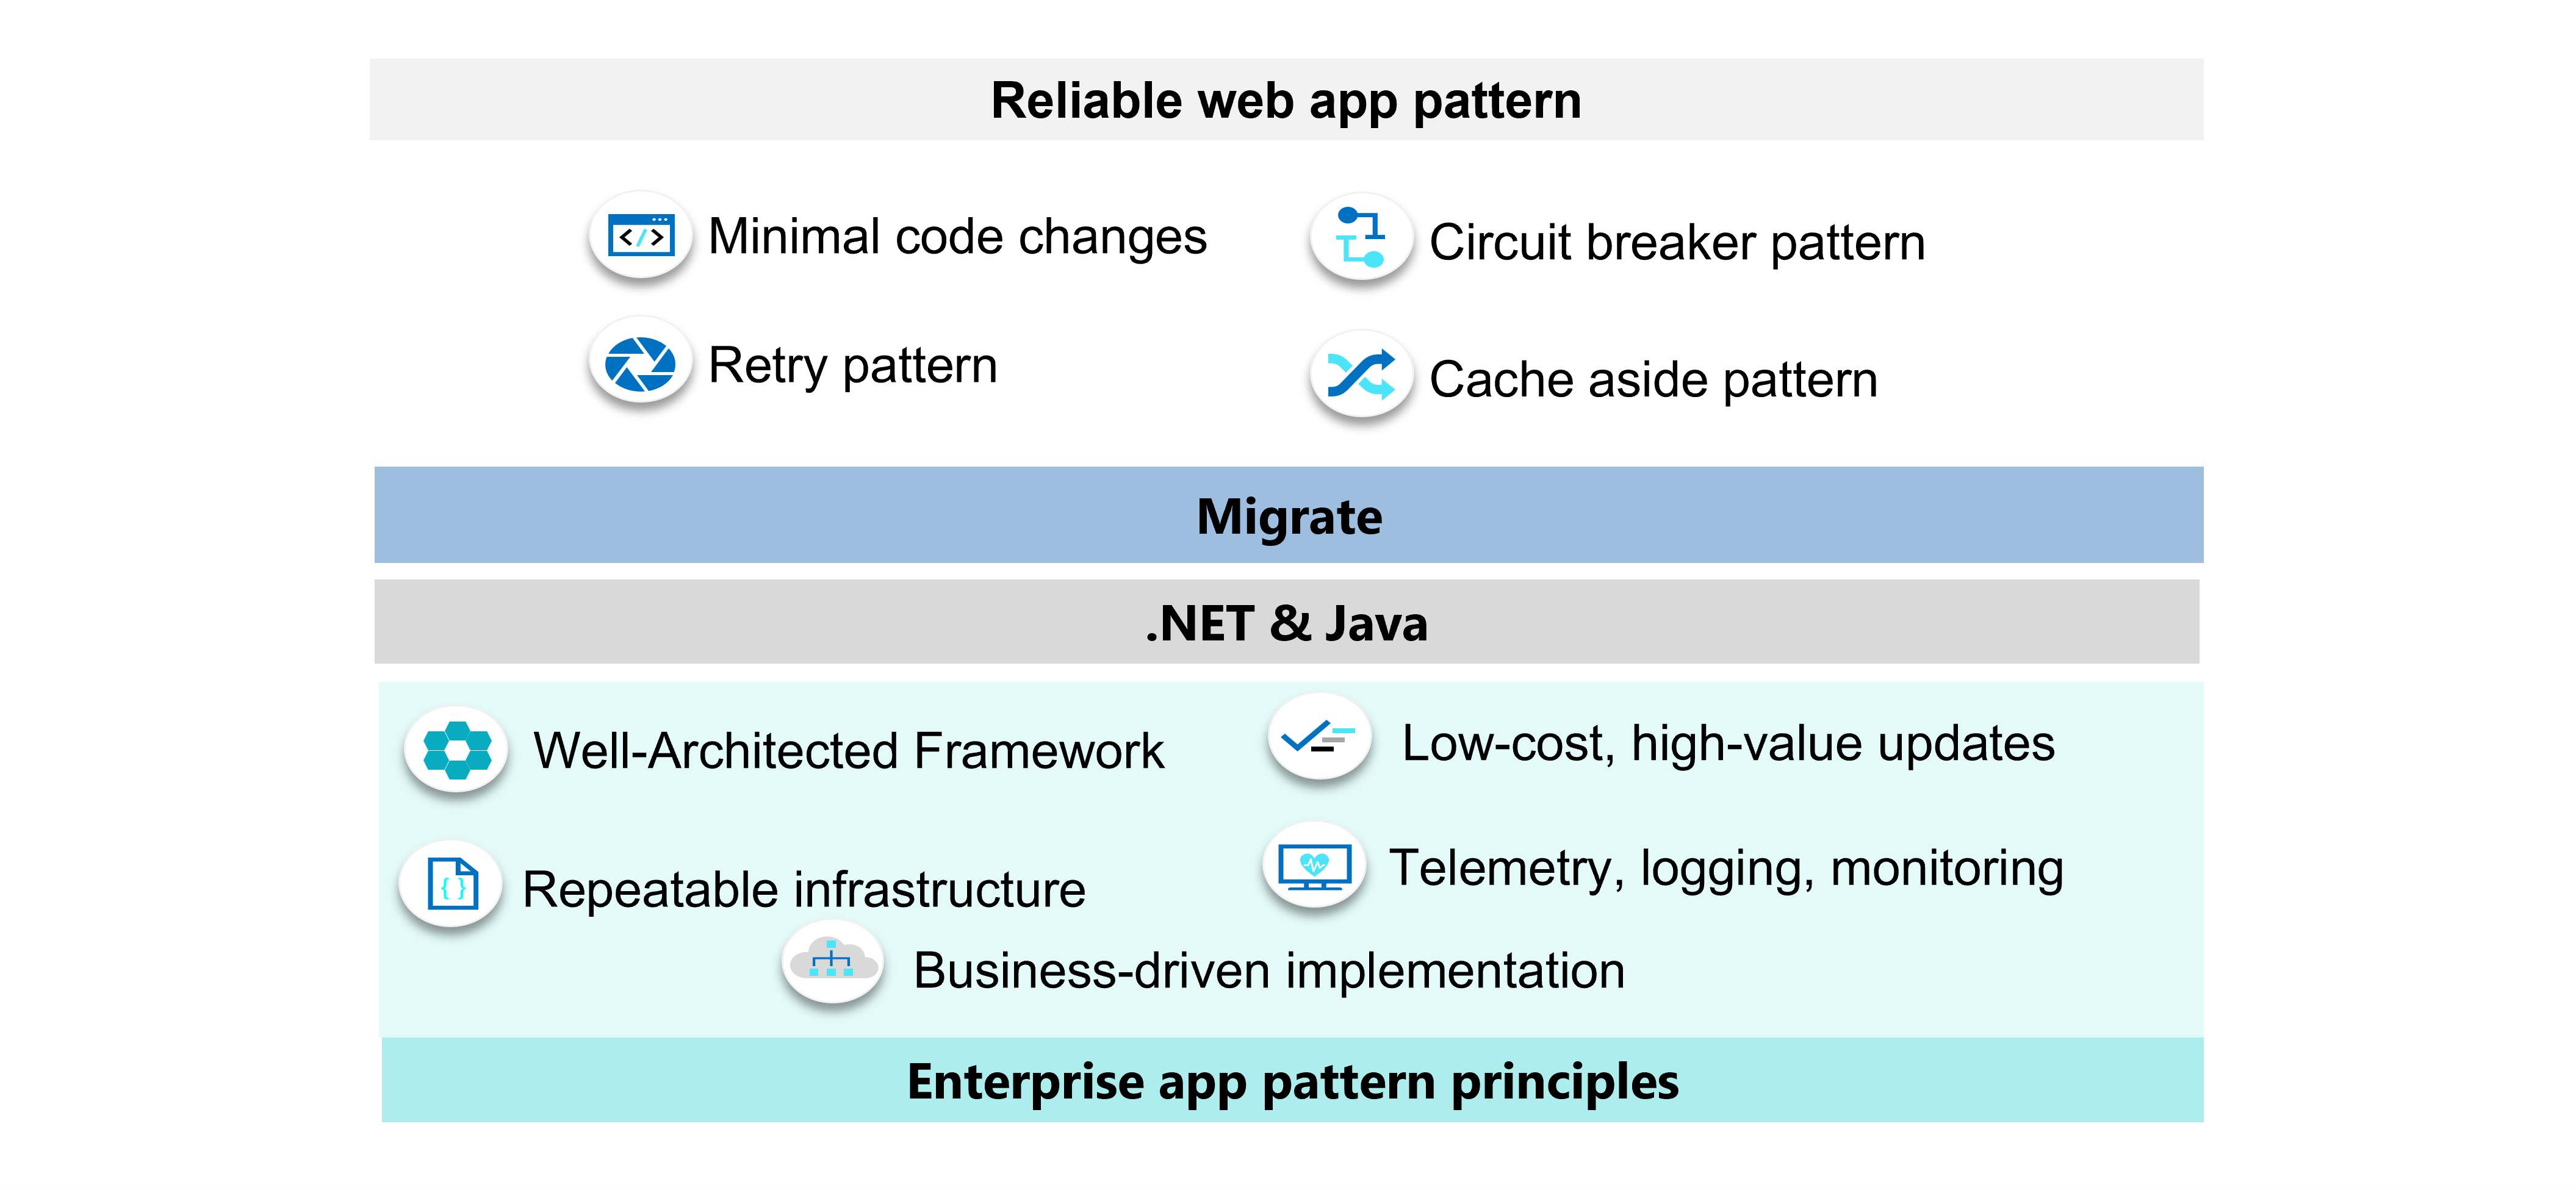 Reliable web app pattern
Minimal code changes
Circuit breaker pattern
Retry pattern
Cache aside pattern
Migrate
.NET & Java
Well-Architected Framework
Low-cost, high-value updates
Repeatable infrastructure
Telemetry, logging, monitoring
Business-driven implementation
Enterprise app pattern principles